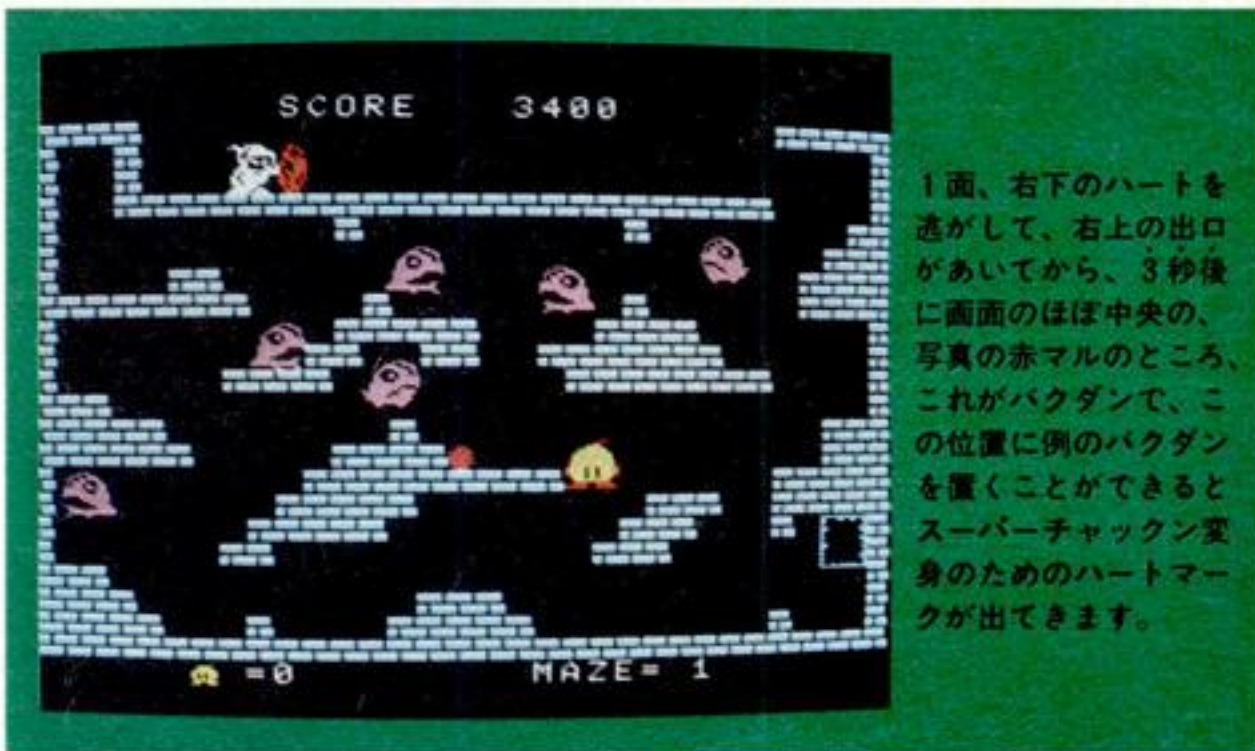 SCORE 3400
=0 MAZE= 1
1面、右下のハートを
逃がして、右上の出口
があいてから、3秒後
に画面のほぼ中央の、
写真の赤マルのところ、
これがバクダンで、こ
の位置に例のバクダン
を置くことができると
スーパーチャックン変
身のためのハートマー
クが出てきます。